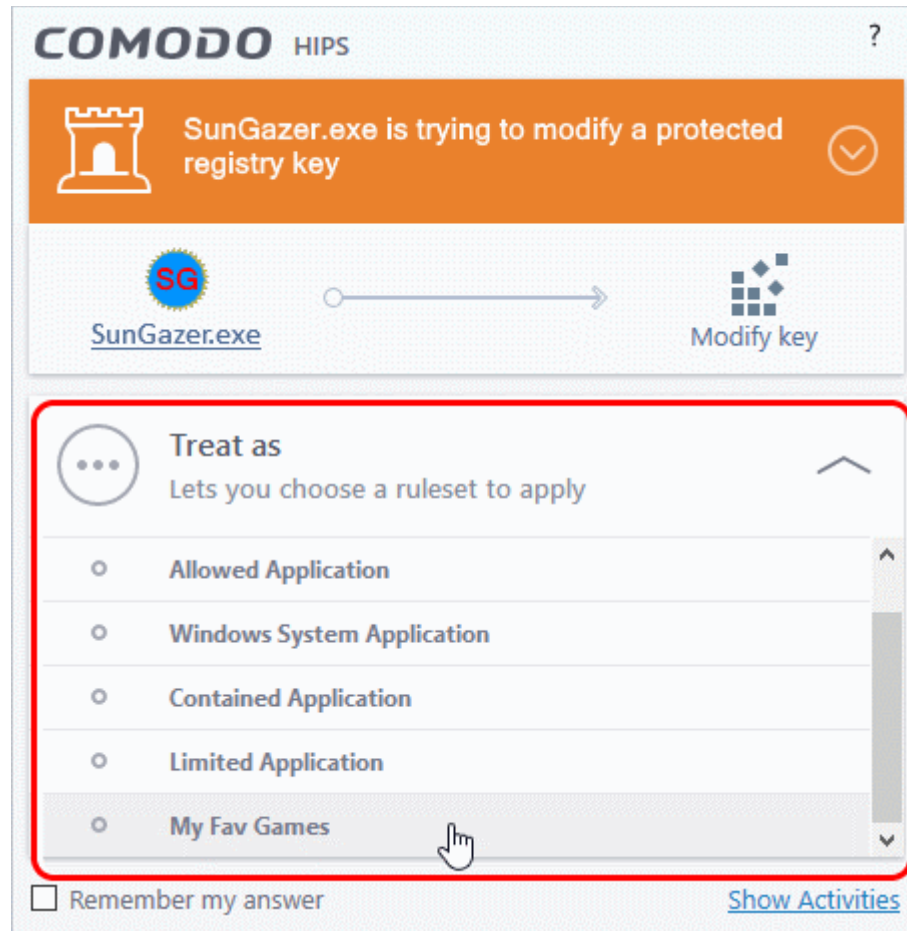 COMODO HIPS ?
SunGazer.exe is trying to modify a protected
registry key
SG
SunGazer.exe
Modify key
Treat as
Lets you choose a ruleset to apply
Allowed Application
Windows System Application
Contained Application
Limited Application
My Fav Games
Remember my answer
Show Activities